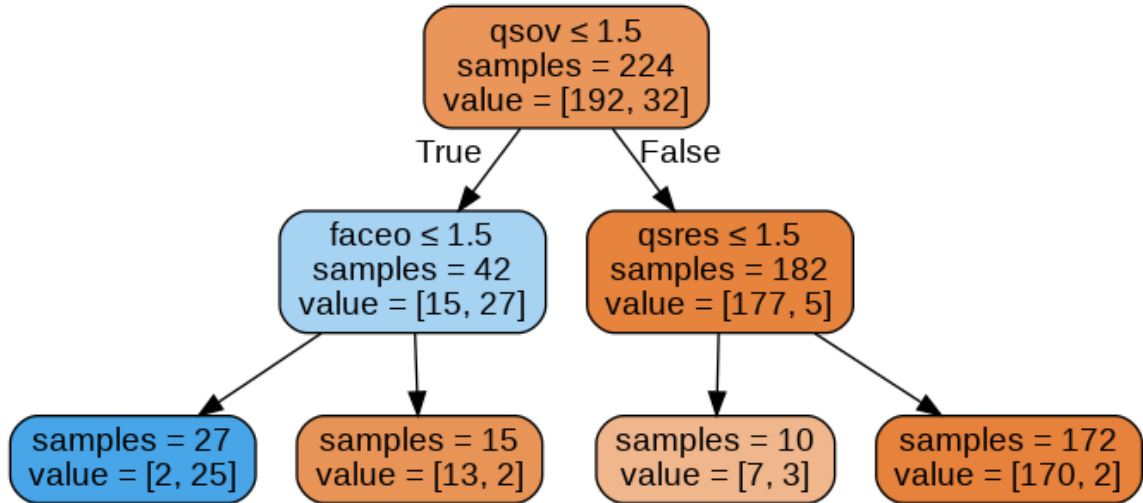 qsov ≤ 1.5
samples = 224
value = [192, 32]
True
False
faceo ≤ 1.5
samples = 42
value = [15, 27]
qsres ≤ 1.5
samples = 182
value = [177, 5]
samples = 27
value = [2, 25]
samples = 15
value = [13, 2]
samples = 10
value = [7, 3]
samples = 172
value = [170, 2]